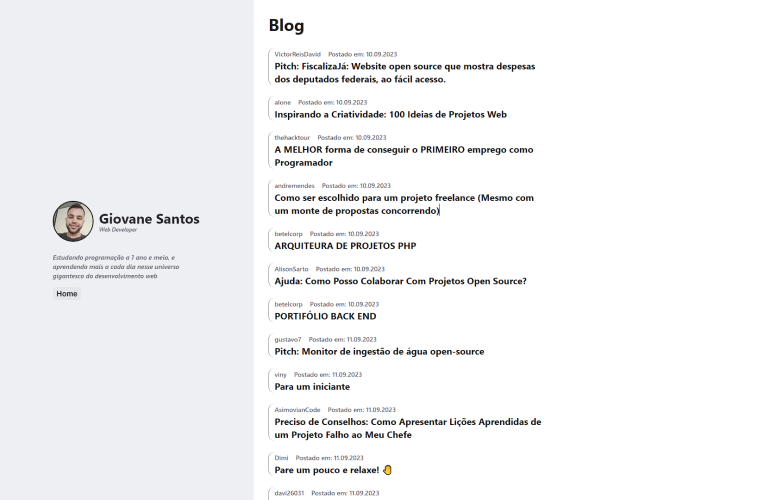 Giovane Santos
Web Developer
Estudando programação a 1 ano e meio, e
aprendendo mais a cada dia nesse universo
gigantesco do desenvolvimento web
Home
Blog
VictorReisDavid Postado em: 10.09.2023
Pitch: FiscalizaJá: Website open source que mostra despesas
dos deputados federais, ao fácil acesso.
alone Postado em: 10.09.2023
Inspirando a Criatividade: 100 Ideias de Projetos Web
thehacktour Postado em: 10.09.2023
A MELHOR forma de conseguir o PRIMEIRO emprego como
Programador
andremendes Postado em: 10.09.2023
Como ser escolhido para um projeto freelance (Mesmo com
um monte de propostas concorrendo)
betelcorp Postado em: 10.09.2023
ARQUITEURA DE PROJETOS PHP
AlisonSarto Postado em: 10.09.2023
Ajuda: Como Posso Colaborar Com Projetos Open Source?
betelcorp Postado em: 10.09.2023
PORTIFÓLIO BACK END
gustavo7 Postado em: 11.09.2023
Pitch: Monitor de ingestão de água open-source
viny Postado em: 11.09.2023
Para um iniciante
AsimovianCode Postado em: 11.09.2023
Preciso de Conselhos: Como Apresentar Lições Aprendidas de
um Projeto Falho ao Meu Chefe
Dimi Postado em: 11.09.2023
Pare um pouco e relaxe! 🤚
davi26031 Postado em: 11.09.2023